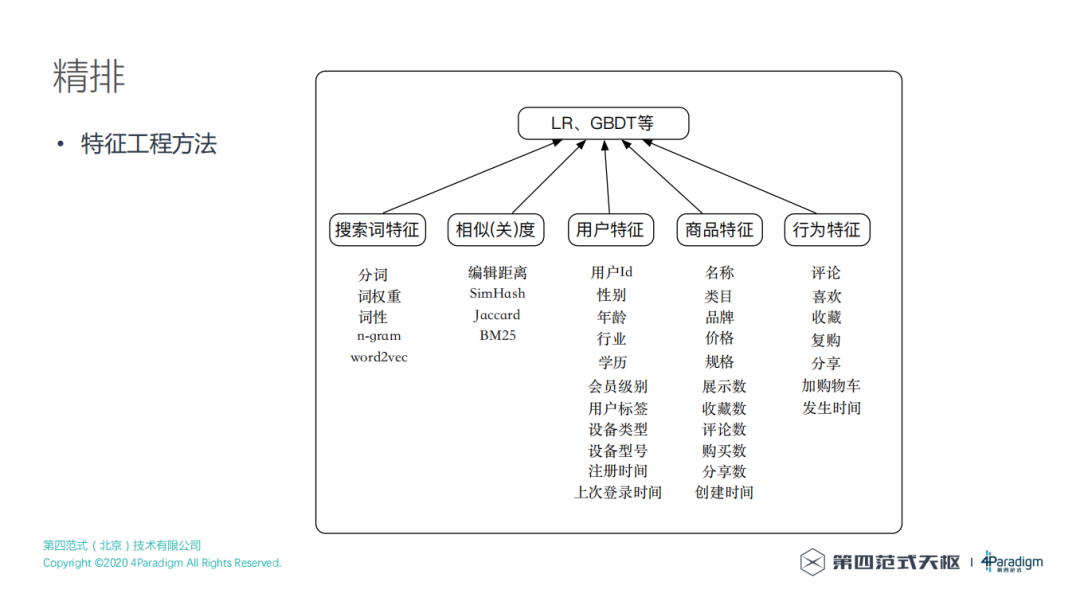 精排
• 特征工程方法
LR、GBDT等
搜索词特征
分词
词权重
词性
n-gram
word2vec
相似(关)度
编辑距离
SimHash
Jaccard
BM25
用户特征
用户Id
性别
年龄
行业
学历
会员级别
用户标签
设备类型
设备型号
注册时间
上次登录时间
商品特征
名称
类目
品牌
价格
规格
展示数
收藏数
评论数
购买数
分享数
创建时间
行为特征
评论
喜欢
收藏
复购
分享
加购物车
发生时间
第四范式（北京）技术有限公司
Copyright ©2020 4Paradigm All Rights Reserved.
第四范式天枢
4Paradigm
第四范式